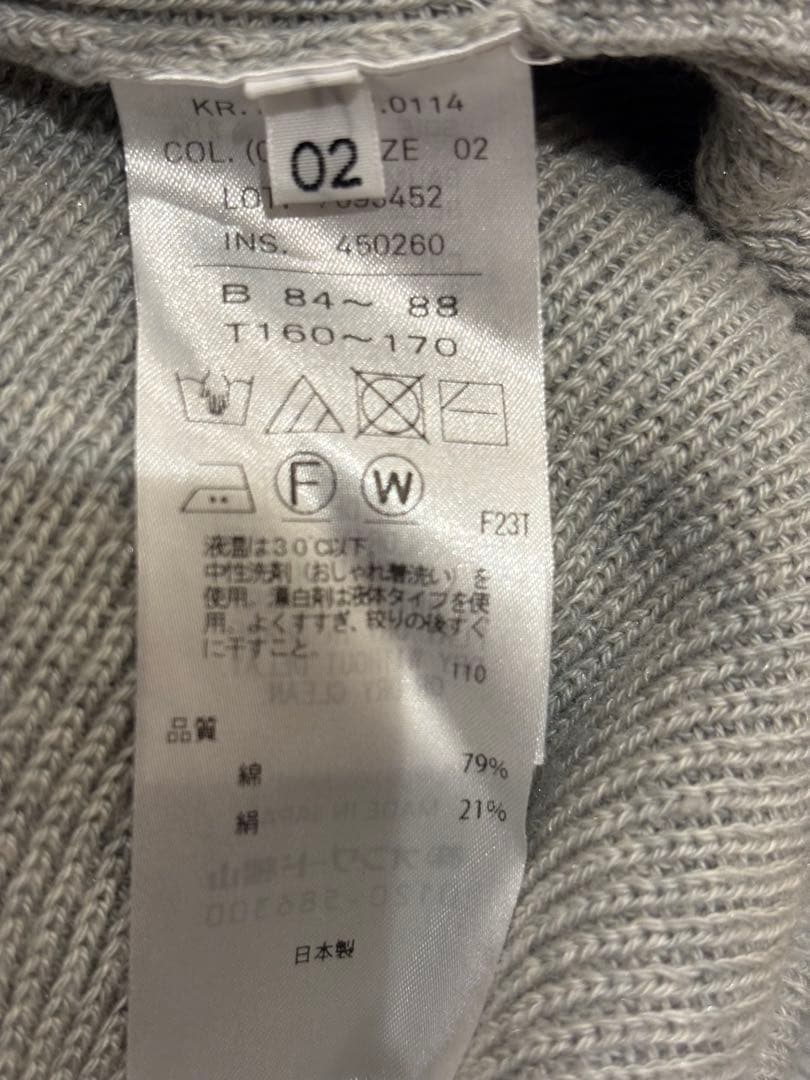 KR. .0114
COL. ZE 02
02
LOT. 452
INS. 450260
B 84～ 88
T160～170
F
W
F23T
液温は30℃以下、
中性洗剤（おしゃれ着洗い）を
使用。漂白剤は液体タイプを使
用。よくすすぎ、絞りの後すぐ
に干すこと。
110
品質
綿 79%
絹 21%
日本製